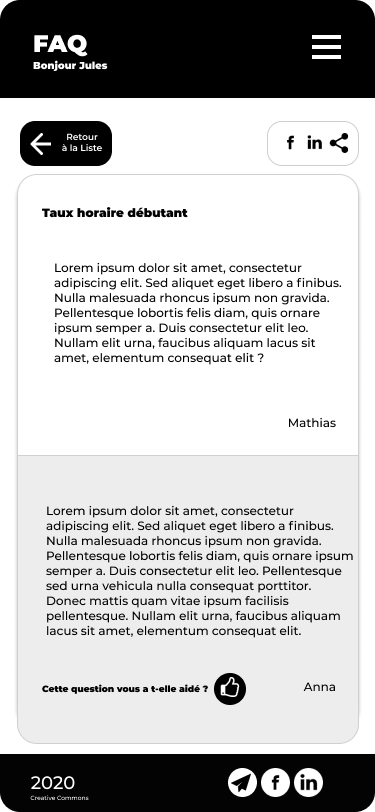 FAQ
Bonjour Jules
Retour
à la Liste
f in
Taux horaire débutant
Lorem ipsum dolor sit amet, consectetur
adipiscing elit. Sed aliquet eget libero a finibus.
Nulla malesuada rhoncus ipsum non gravida.
Pellentesque lobortis felis diam, quis ornare
ipsum semper a. Duis consectetur elit leo.
Nullam elit urna, faucibus aliquam lacus sit
amet, elementum consequat elit ?
Mathias
Lorem ipsum dolor sit amet, consectetur
adipiscing elit. Sed aliquet eget libero a finibus.
Nulla malesuada rhoncus ipsum non gravida.
Pellentesque lobortis felis diam, quis ornare ipsum
semper a. Duis consectetur elit leo. Pellentesque
sed urna vehicula nulla consequat porttitor.
Donec mattis quam vitae ipsum facilisis
pellentesque. Nullam elit urna, faucibus aliquam
lacus sit amet, elementum consequat elit.
Cette question vous a t-elle aidé ?
Anna
2020
Creative Commons
f in